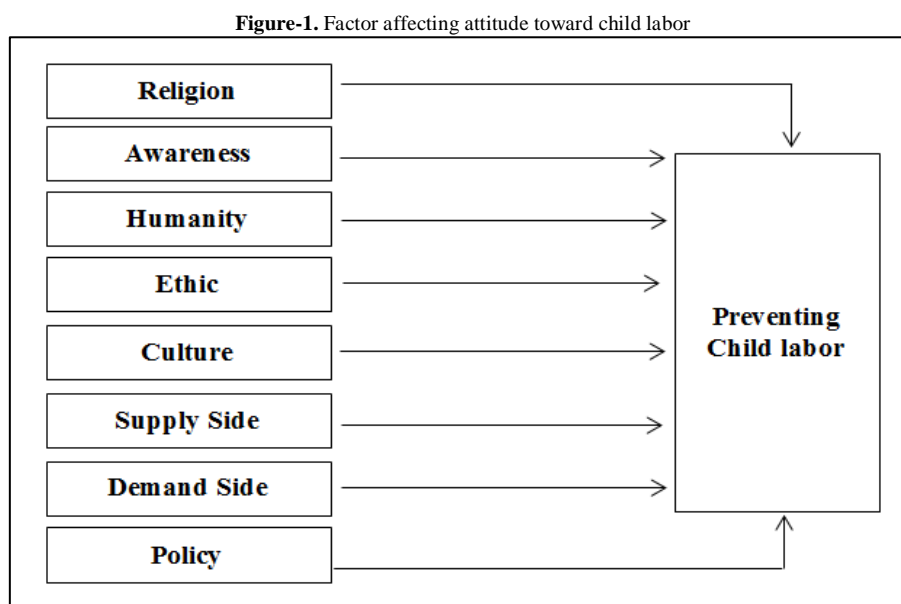 Figure-1. Factor affecting attitude toward child labor
Religion
Awareness
Humanity
Ethic
Culture
Supply Side
Demand Side
Policy
Preventing
Child labor